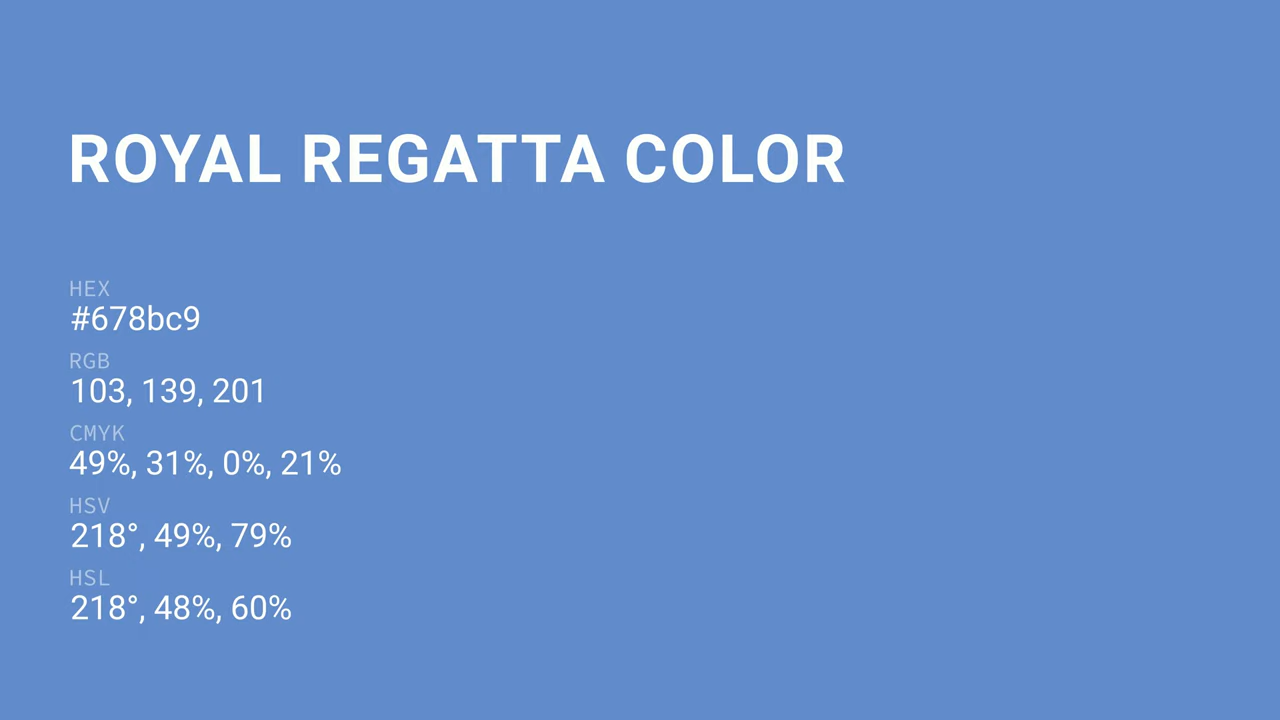 ROYAL REGATTA COLOR
HEX
#678bc9
RGB
103, 139, 201
CMYK
49%, 31%, 0%, 21%
HSV
218°, 49%, 79%
HSL
218°, 48%, 60%